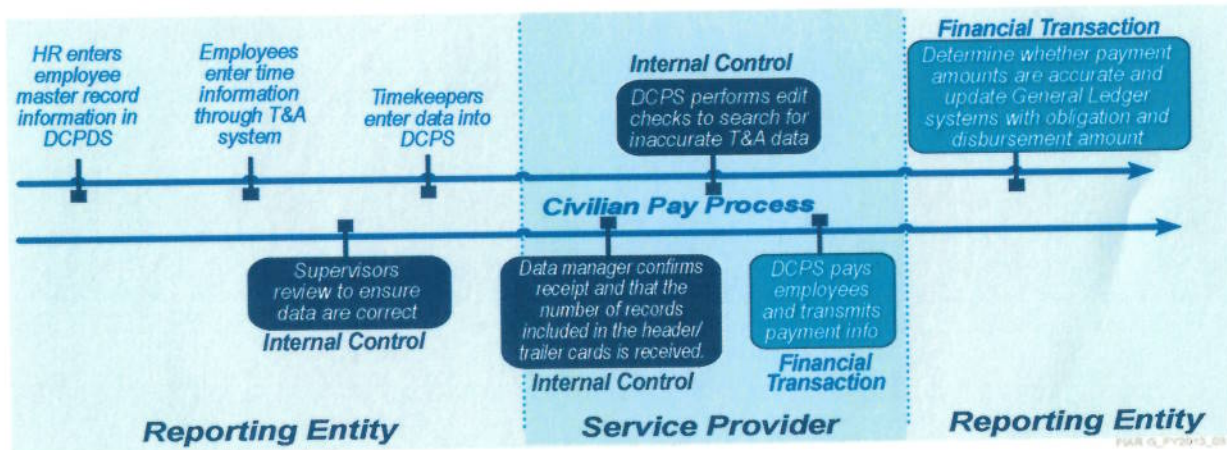 HR enters
employee
master record
information in
DCPDS
Employees
enter time
information
through T&A
system
Timekeepers
enter data into
DCPS
Internal Control
DCPS performs edit
checks to search for
inaccurate T&A data
Financial Transaction
Determine whether payment
amounts are accurate and
update General Ledger
systems with obligation and
disbursement amount
Civilian Pay Process
Supervisors
review to ensure
data are correct
Internal Control
Data manager confirms
receipt and that the
number of records
included in the header/
trailer cards is received.
Internal Control
DCPS pays
employees
and transmits
payment info
Financial
Transaction
Reporting Entity
Service Provider
Reporting Entity